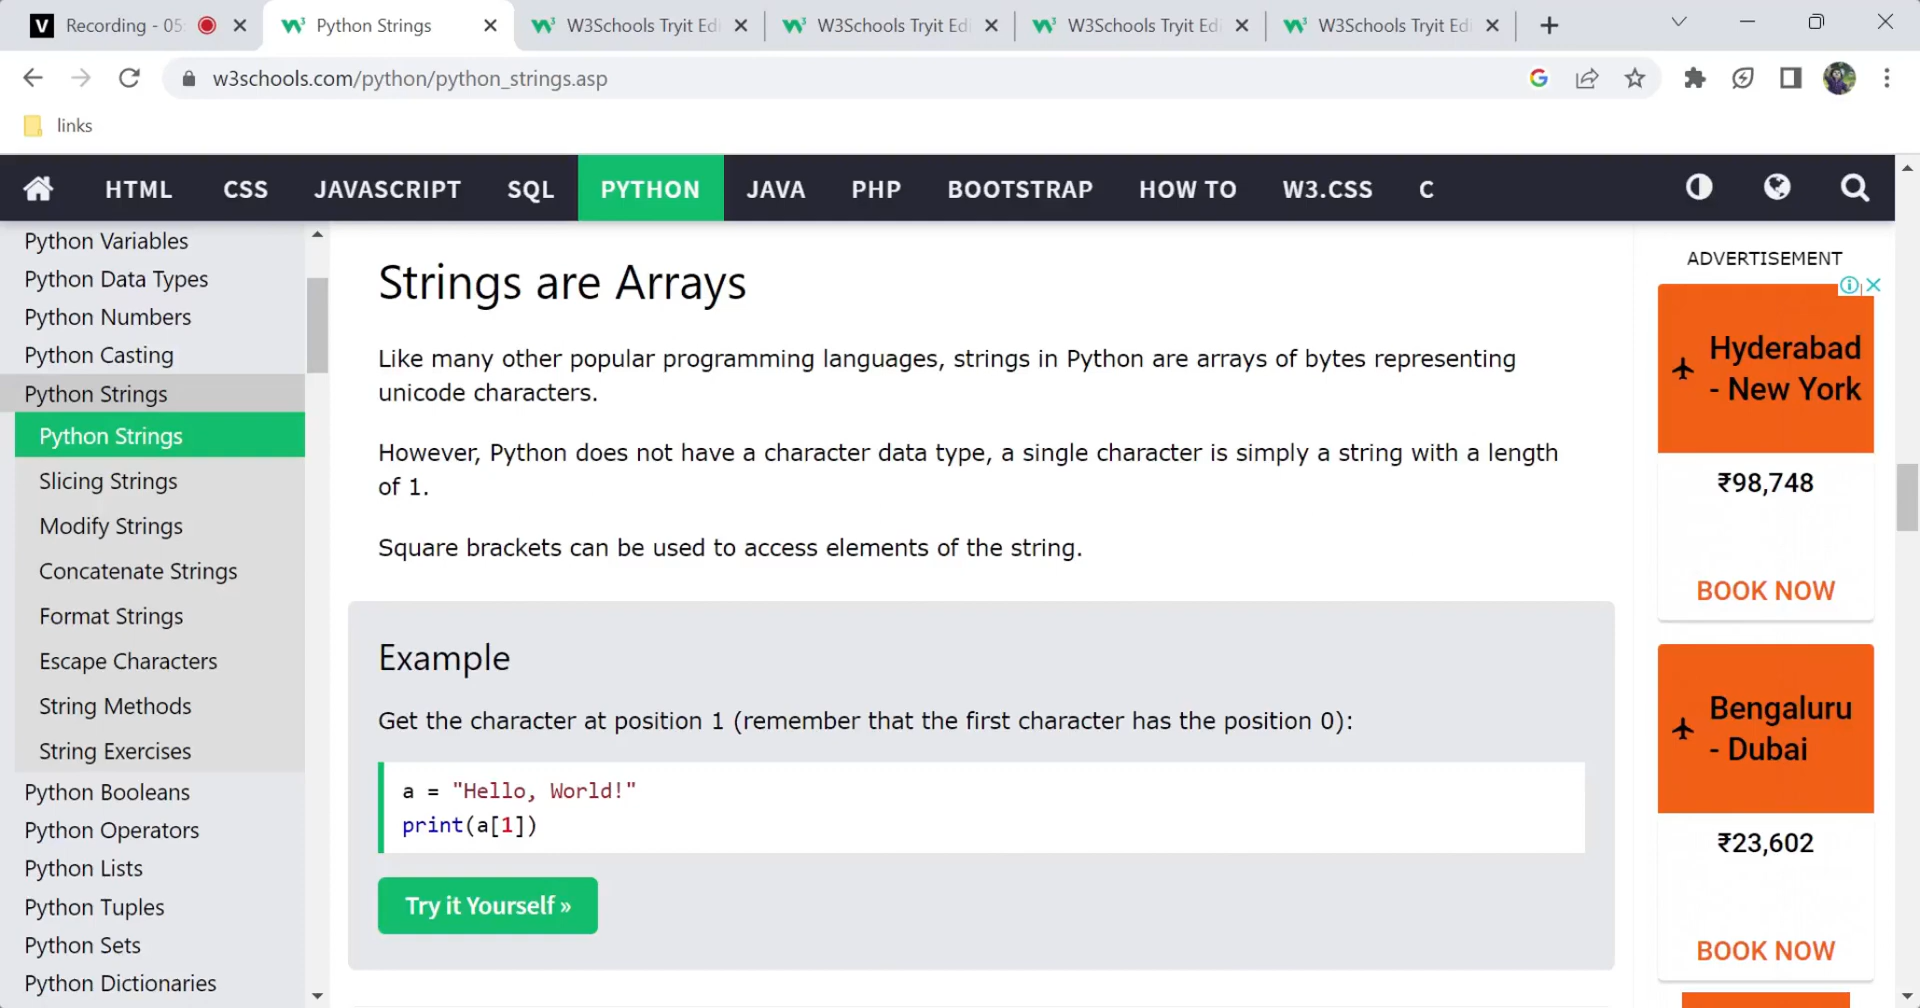 Recording - 05:
Python Strings
W3Schools Tryit Edi
W3Schools Tryit Edi
W3Schools Tryit Edi
W3Schools Tryit Edi
w3schools.com/python/python_strings.asp
links
HTML CSS JAVASCRIPT SQL PYTHON JAVA PHP BOOTSTRAP HOW TO W3.CSS C
Python Variables
Python Data Types
Python Numbers
Python Casting
Python Strings
Python Strings
Slicing Strings
Modify Strings
Concatenate Strings
Format Strings
Escape Characters
String Methods
String Exercises
Python Booleans
Python Operators
Python Lists
Python Tuples
Python Sets
Python Dictionaries
Strings are Arrays
Like many other popular programming languages, strings in Python are arrays of bytes representing
unicode characters.
However, Python does not have a character data type, a single character is simply a string with a length
of 1.
Square brackets can be used to access elements of the string.
Example
Get the character at position 1 (remember that the first character has the position 0):
a = "Hello, World!"
print(a[1])
Try it Yourself »
ADVERTISEMENT
Hyderabad
- New York
₹98,748
BOOK NOW
Bengaluru
- Dubai
₹23,602
BOOK NOW